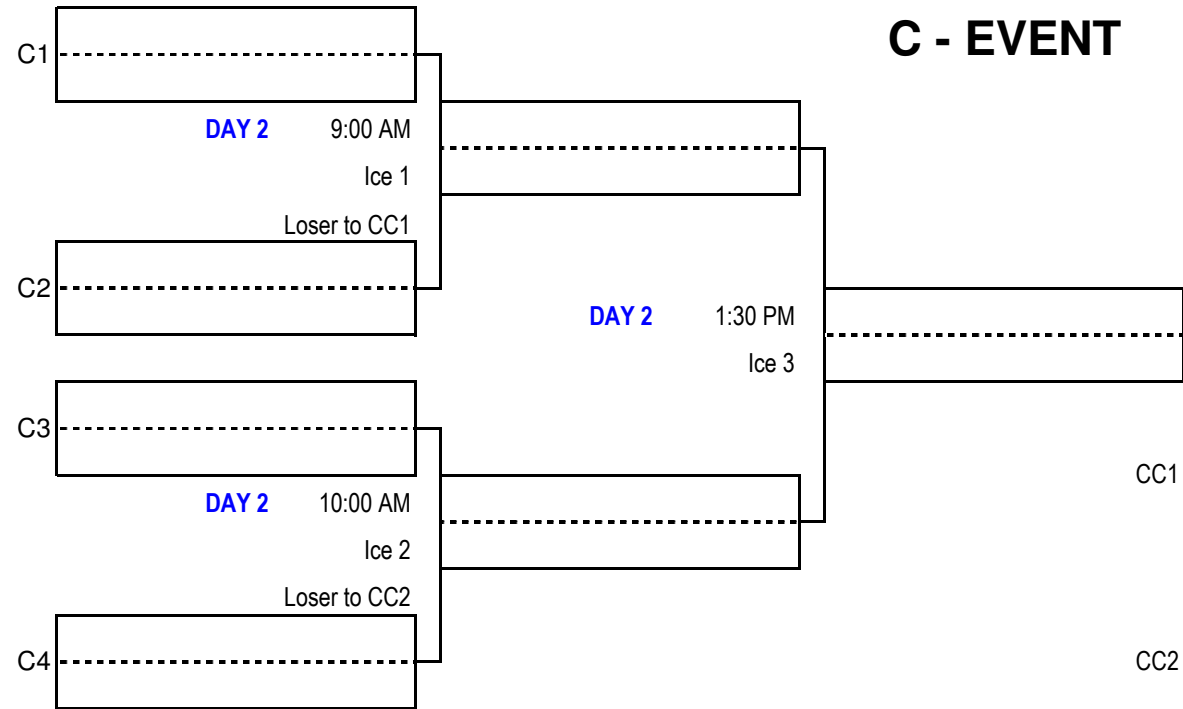 C - EVENT
C1
DAY 2 9:00 AM
Ice 1
Loser to CC1
C2
DAY 2 1:30 PM
Ice 3
C3
CC1
DAY 2 10:00 AM
Ice 2
Loser to CC2
C4
CC2